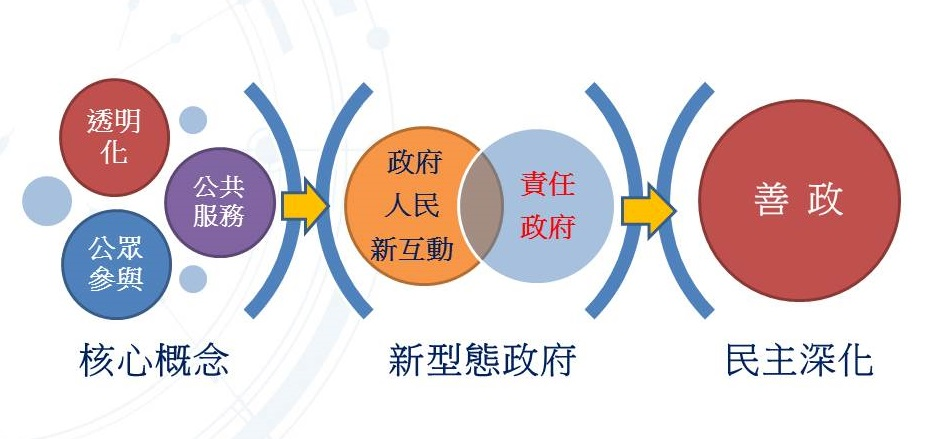 透明
化
公共
服務
公眾
參與
核心概念
政府
人民
新互動
責任
政府
新型態政府
善政
民主深化